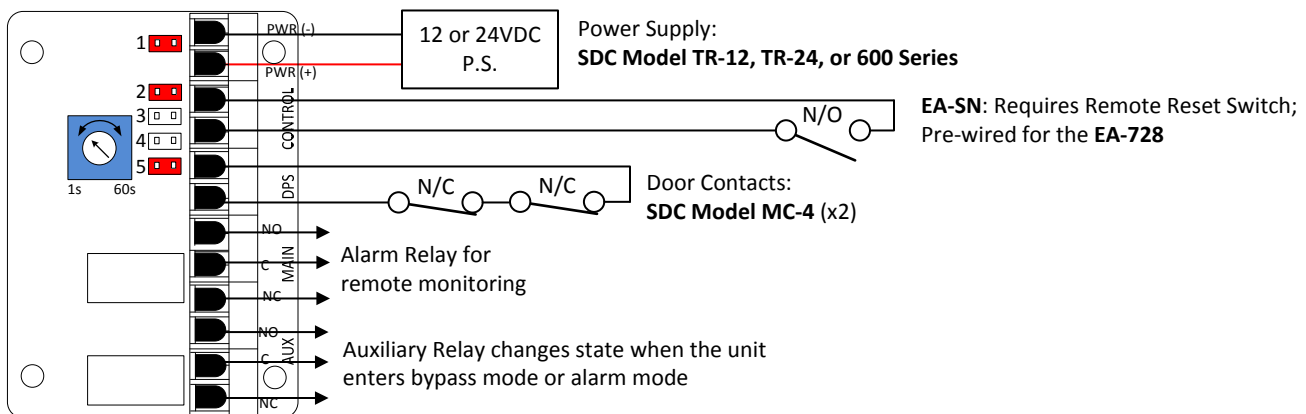 1
2
3
4
5
1s 60s
PWR (-)
PWR (+)
CONTROL
DPS
NO
C
NC
MAIN
NO
C
NC
AUX
12 or 24VDC
P.S.
Power Supply:
SDC Model TR-12, TR-24, or 600 Series
N/O
EA-SN: Requires Remote Reset Switch;
Pre-wired for the EA-728
N/C
N/C
Door Contacts:
SDC Model MC-4 (x2)
Alarm Relay for
remote monitoring
Auxiliary Relay changes state when the unit
enters bypass mode or alarm mode